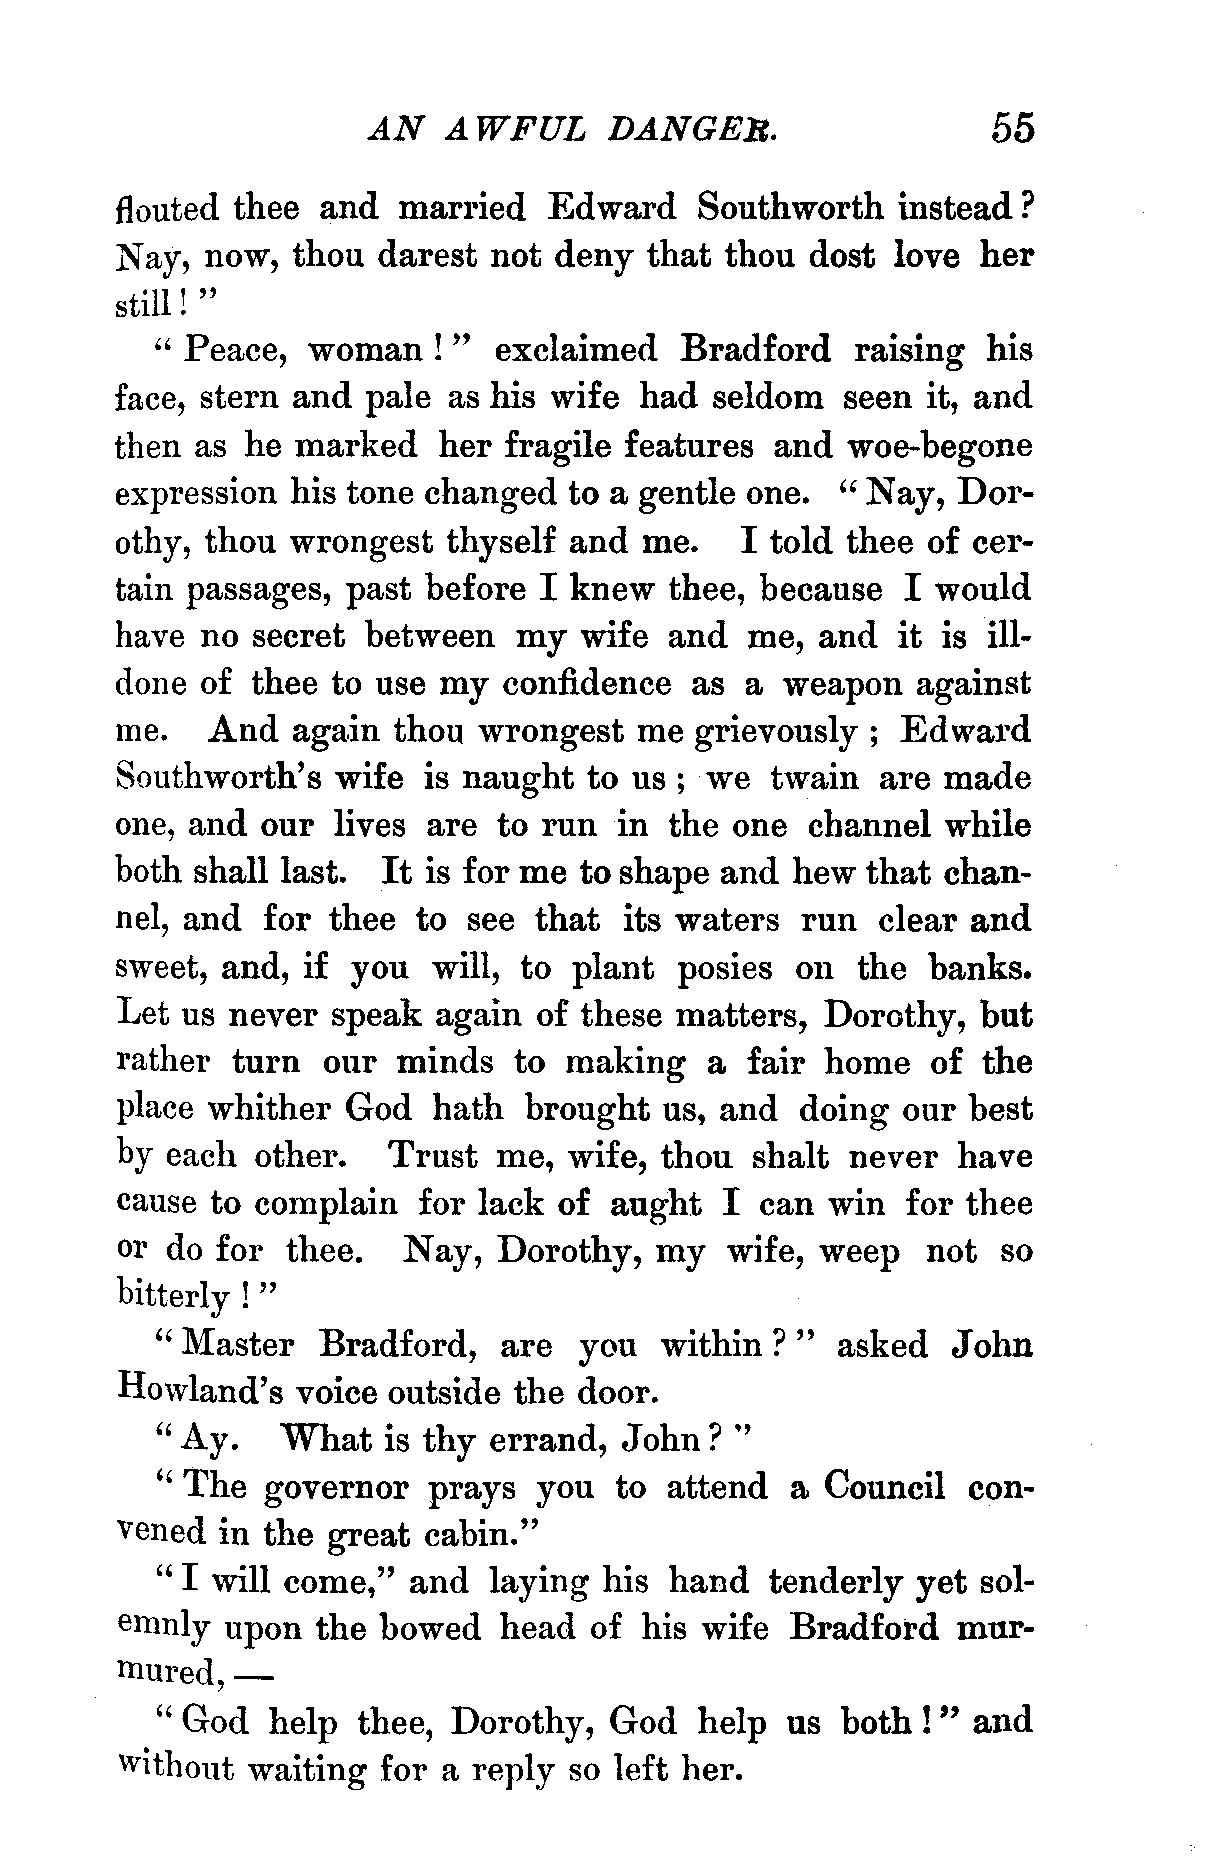 AN AWFUL DANGER. 55
flouted thee and married Edward Southworth instead?
Nay, now, thou darest not deny that thou dost love her
still!"
"Peace, woman!" exclaimed Bradford raising his
face, stern and pale as his wife had seldom seen it, and
then as he marked her fragile features and woe-begone
expression his tone changed to a gentle one. "Nay, Dor-
othy, thou wrongest thyself and me. I told thee of cer-
tain passages, past before I knew thee, because I would
have no secret between my wife and me, and it is ill-
done of thee to use my confidence as a weapon against
me. And again thou wrongest me grievously; Edward
Southworth's wife is naught to us; we twain are made
one, and our lives are to run in the one channel while
both shall last. It is for me to shape and hew that chan-
nel, and for thee to see that its waters run clear and
sweet, and, if you will, to plant posies on the banks.
Let us never speak again of these matters, Dorothy, but
rather turn our minds to making a fair home of the
place whither God hath brought us, and doing our best
by each other. Trust me, wife, thou shalt never have
cause to complain for lack of aught I can win for thee
or do for thee. Nay, Dorothy, my wife, weep not so
bitterly!"
"Master Bradford, are you within?" asked John
Howland's voice outside the door.
"Ay. What is thy errand, John?"
"The governor prays you to attend a Council con-
vened in the great cabin."
"I will come," and laying his hand tenderly yet sol-
emnly upon the bowed head of his wife Bradford mur-
mured,—
"God help thee, Dorothy, God help us both!" and
without waiting for a reply so left her.